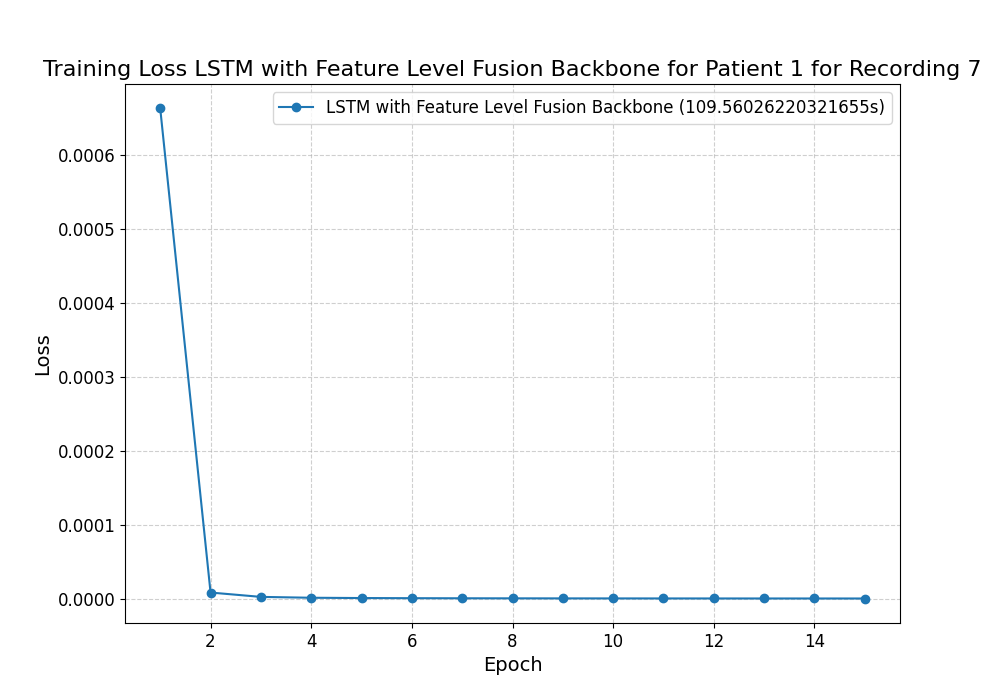 Training Loss LSTM with Feature Level Fusion Backbone for Patient 1 for Recording 7
LSTM with Feature Level Fusion Backbone (109.56026220321655s)
0.0006
0.0005
0.0004
0.0003
0.0002
0.0001
0.0000
Loss
2 4 6 8 10 12 14
Epoch